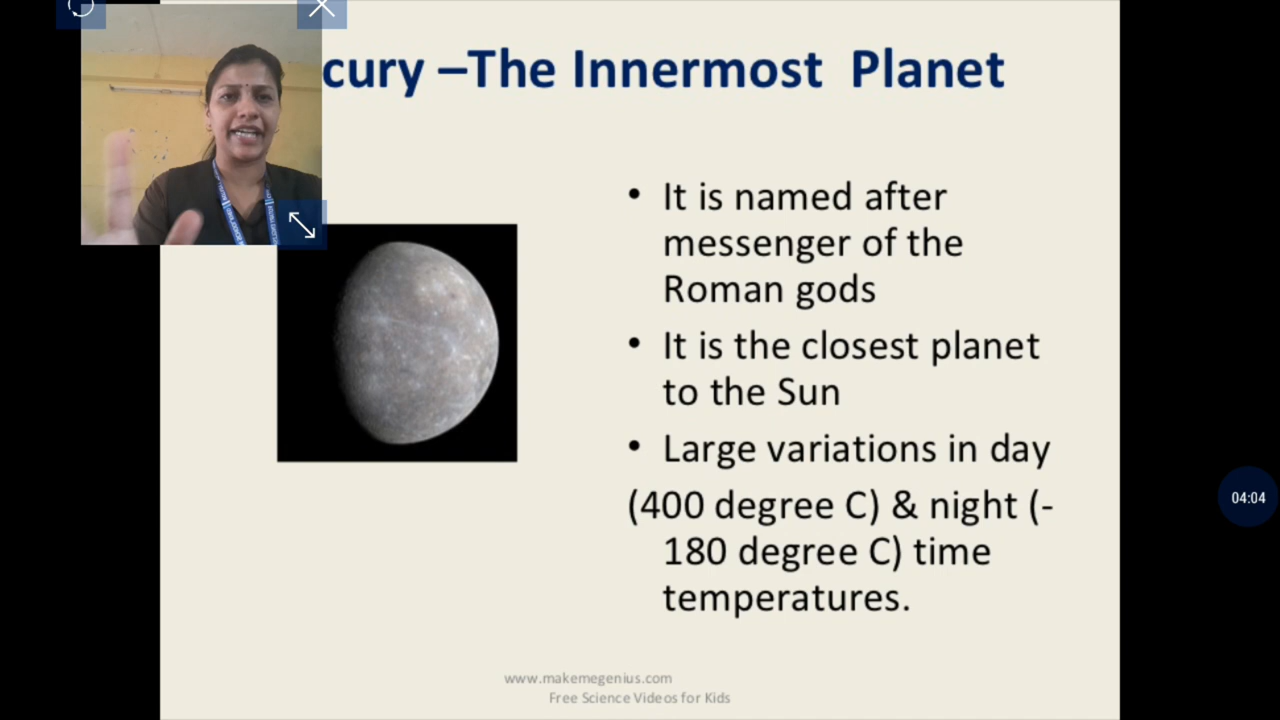 cury –The Innermost Planet
• It is named after
messenger of the
Roman gods
• It is the closest planet
to the Sun
• Large variations in day
(400 degree C) & night (-
180 degree C) time
temperatures.
04:04
www.makemegenius.com
Free Science Videos for Kids